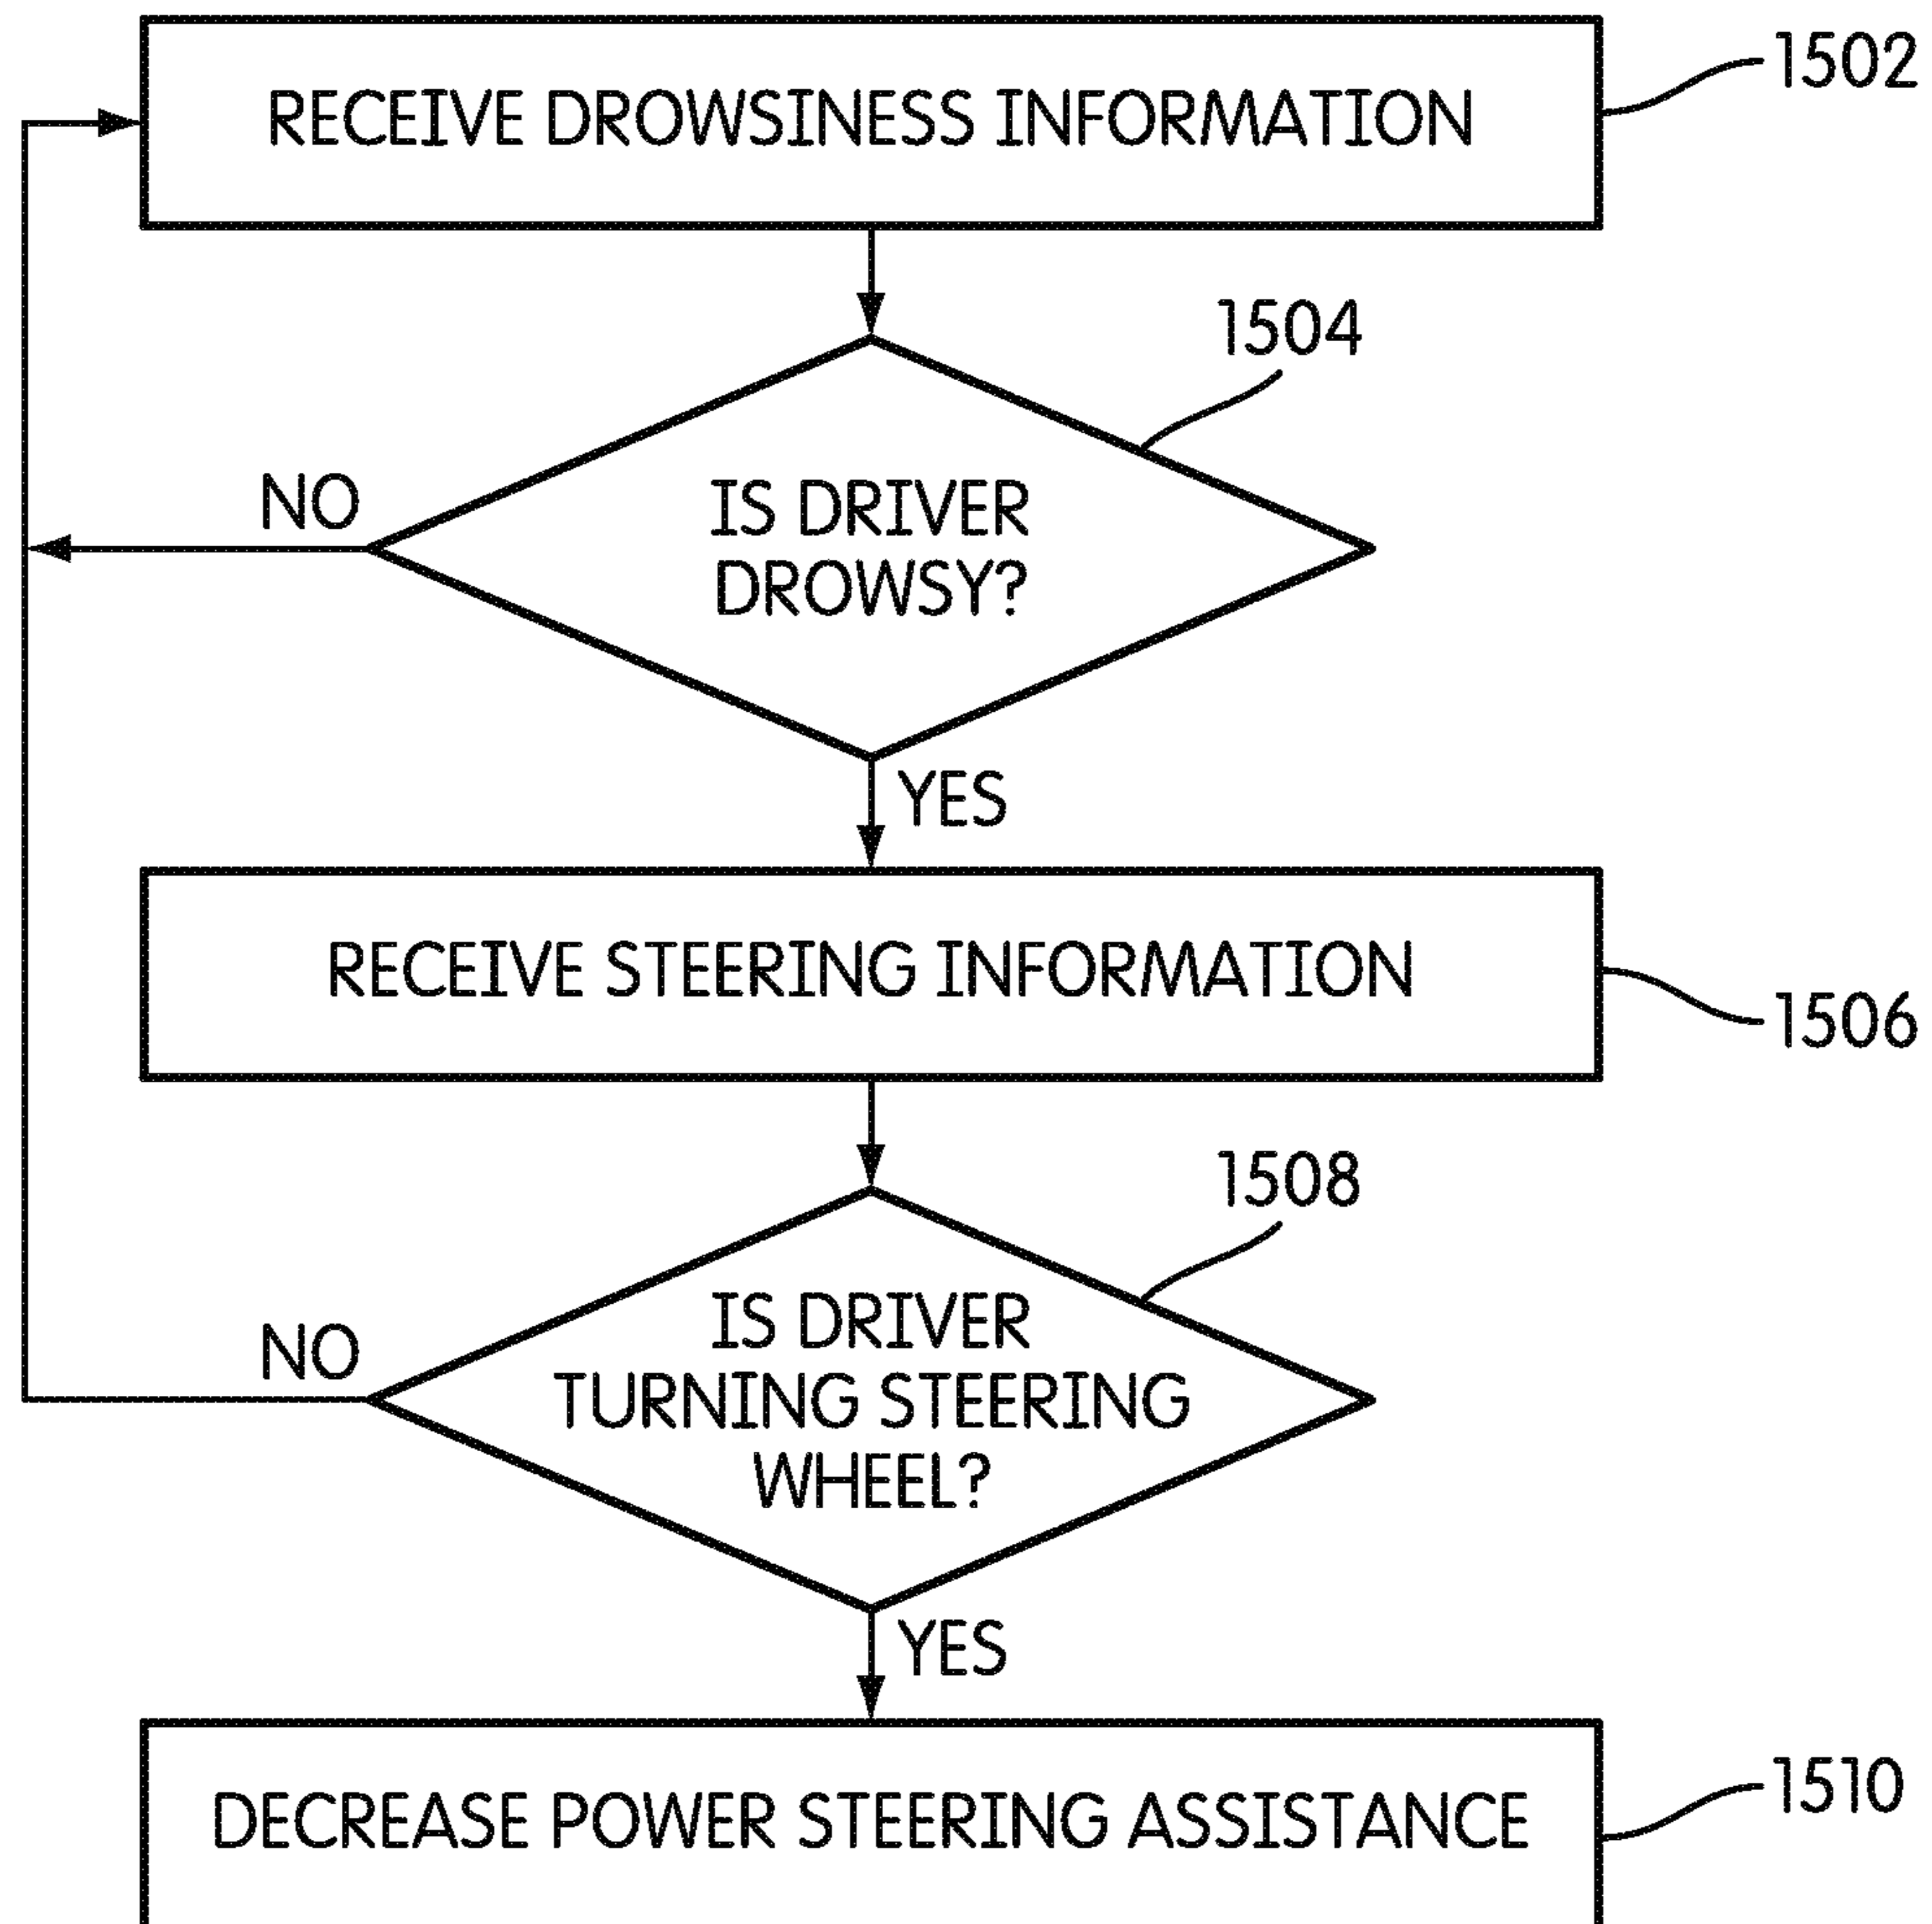 RECEIVE DROWSINESS INFORMATION
1502
1504
IS DRIVER
DROWSY?
NO
YES
RECEIVE STEERING INFORMATION
1506
1508
IS DRIVER
TURNING STEERING
WHEEL?
NO
YES
DECREASE POWER STEERING ASSISTANCE
1510